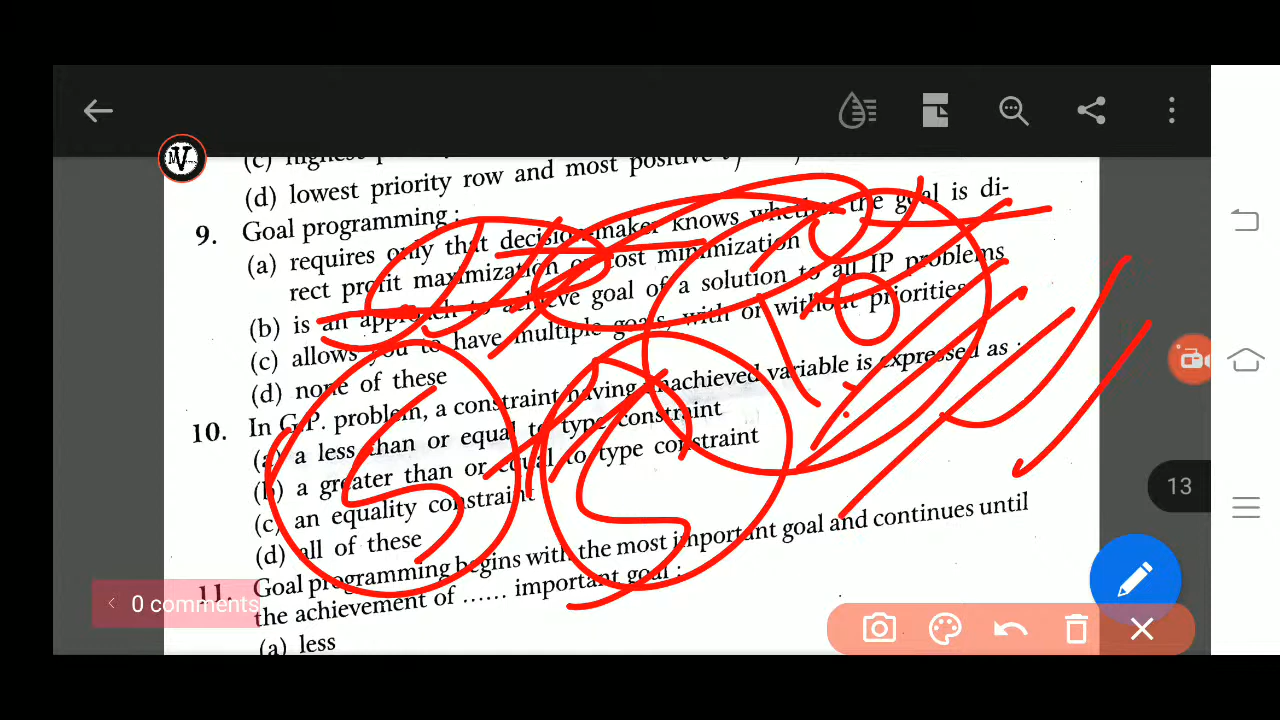 (d) lowest priority row and most positive
9. Goal programming :
(a) requires only that decision-maker knows whether the goal is di-
rect profit maximization or cost minimization
(b) is an approach to achieve goal of a solution to all IP problems
(c) allows you to have multiple goals, with or without priorities
(d) none of these
10. In G.P. problem, a constraint having unachieved variable is expressed as :
(a) a less than or equal to type constraint
(b) a greater than or equal to type constraint
(c) an equality constraint
(d) all of these
11. Goal programming begins with the most important goal and continues until
the achievement of ...... important goal :
(a) less
0 comments
13
V
5
5